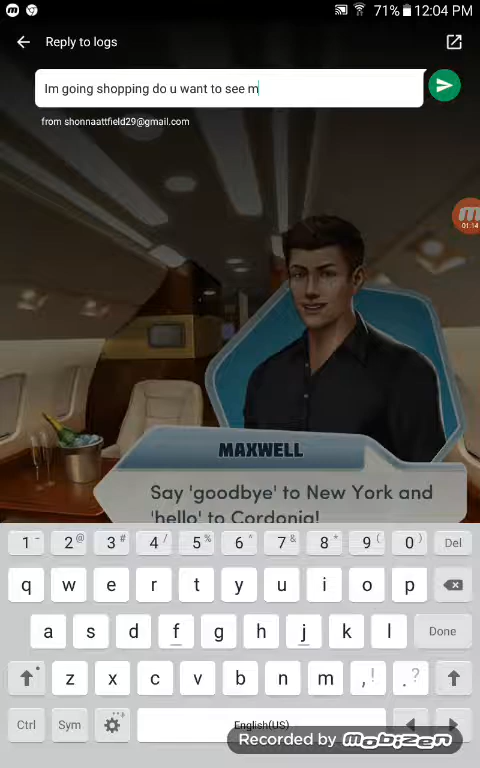 71% 12:04 PM
Reply to logs
Im going shopping do u want to see m
from shonnaattfield29@gmail.com
01:14
MAXWELL
Say 'goodbye' to New York and
'hello' to Cordonia!
1 - 2 @ 3 # 4 / 5 % 6 ^ 7 & 8 * 9 ( 0 ) Del
q w e r t y u i o p
a s d f g h j k l Done
z x c v b n m , ! . ?
Ctrl Sym English(US)
Recorded by mobizen